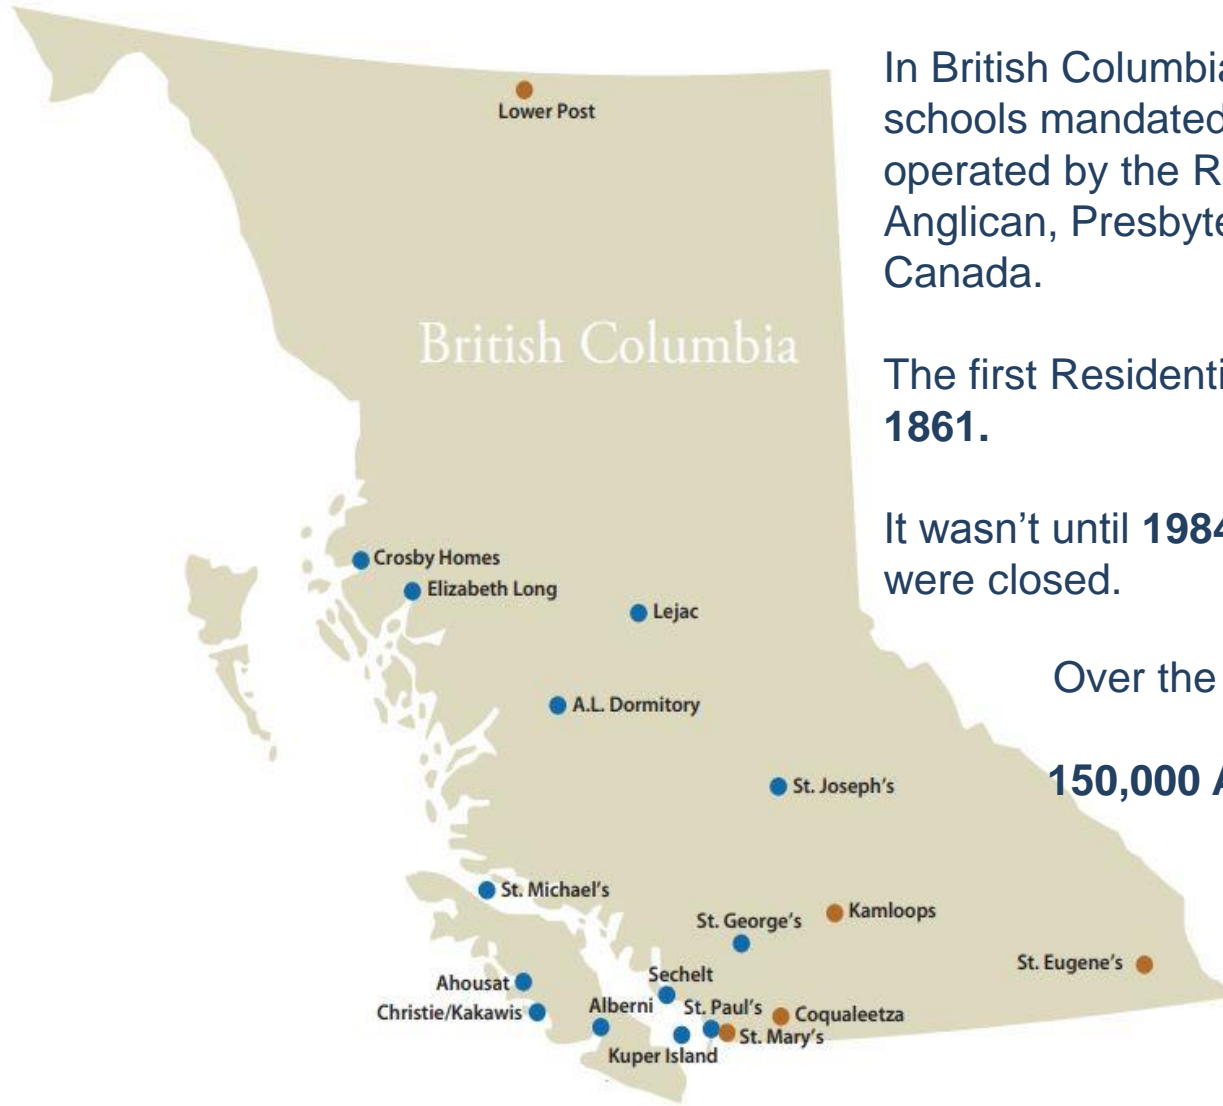 Lower Post
British Columbia
Crosby Homes
Elizabeth Long
Lejac
A.L. Dormitory
St. Joseph's
St. Michael's
St. George's
Kamloops
St. Eugene's
Ahousat
Sechelt
Christie/Kakawis
Alberni
St. Paul's
Coqualeetza
St. Mary's
Kuper Island
In British Columbia
schools mandated
operated by the R
Anglican, Presbyte
Canada.
The first Residenti
1861.
It wasn’t until 1984
were closed.
Over the
150,000 A